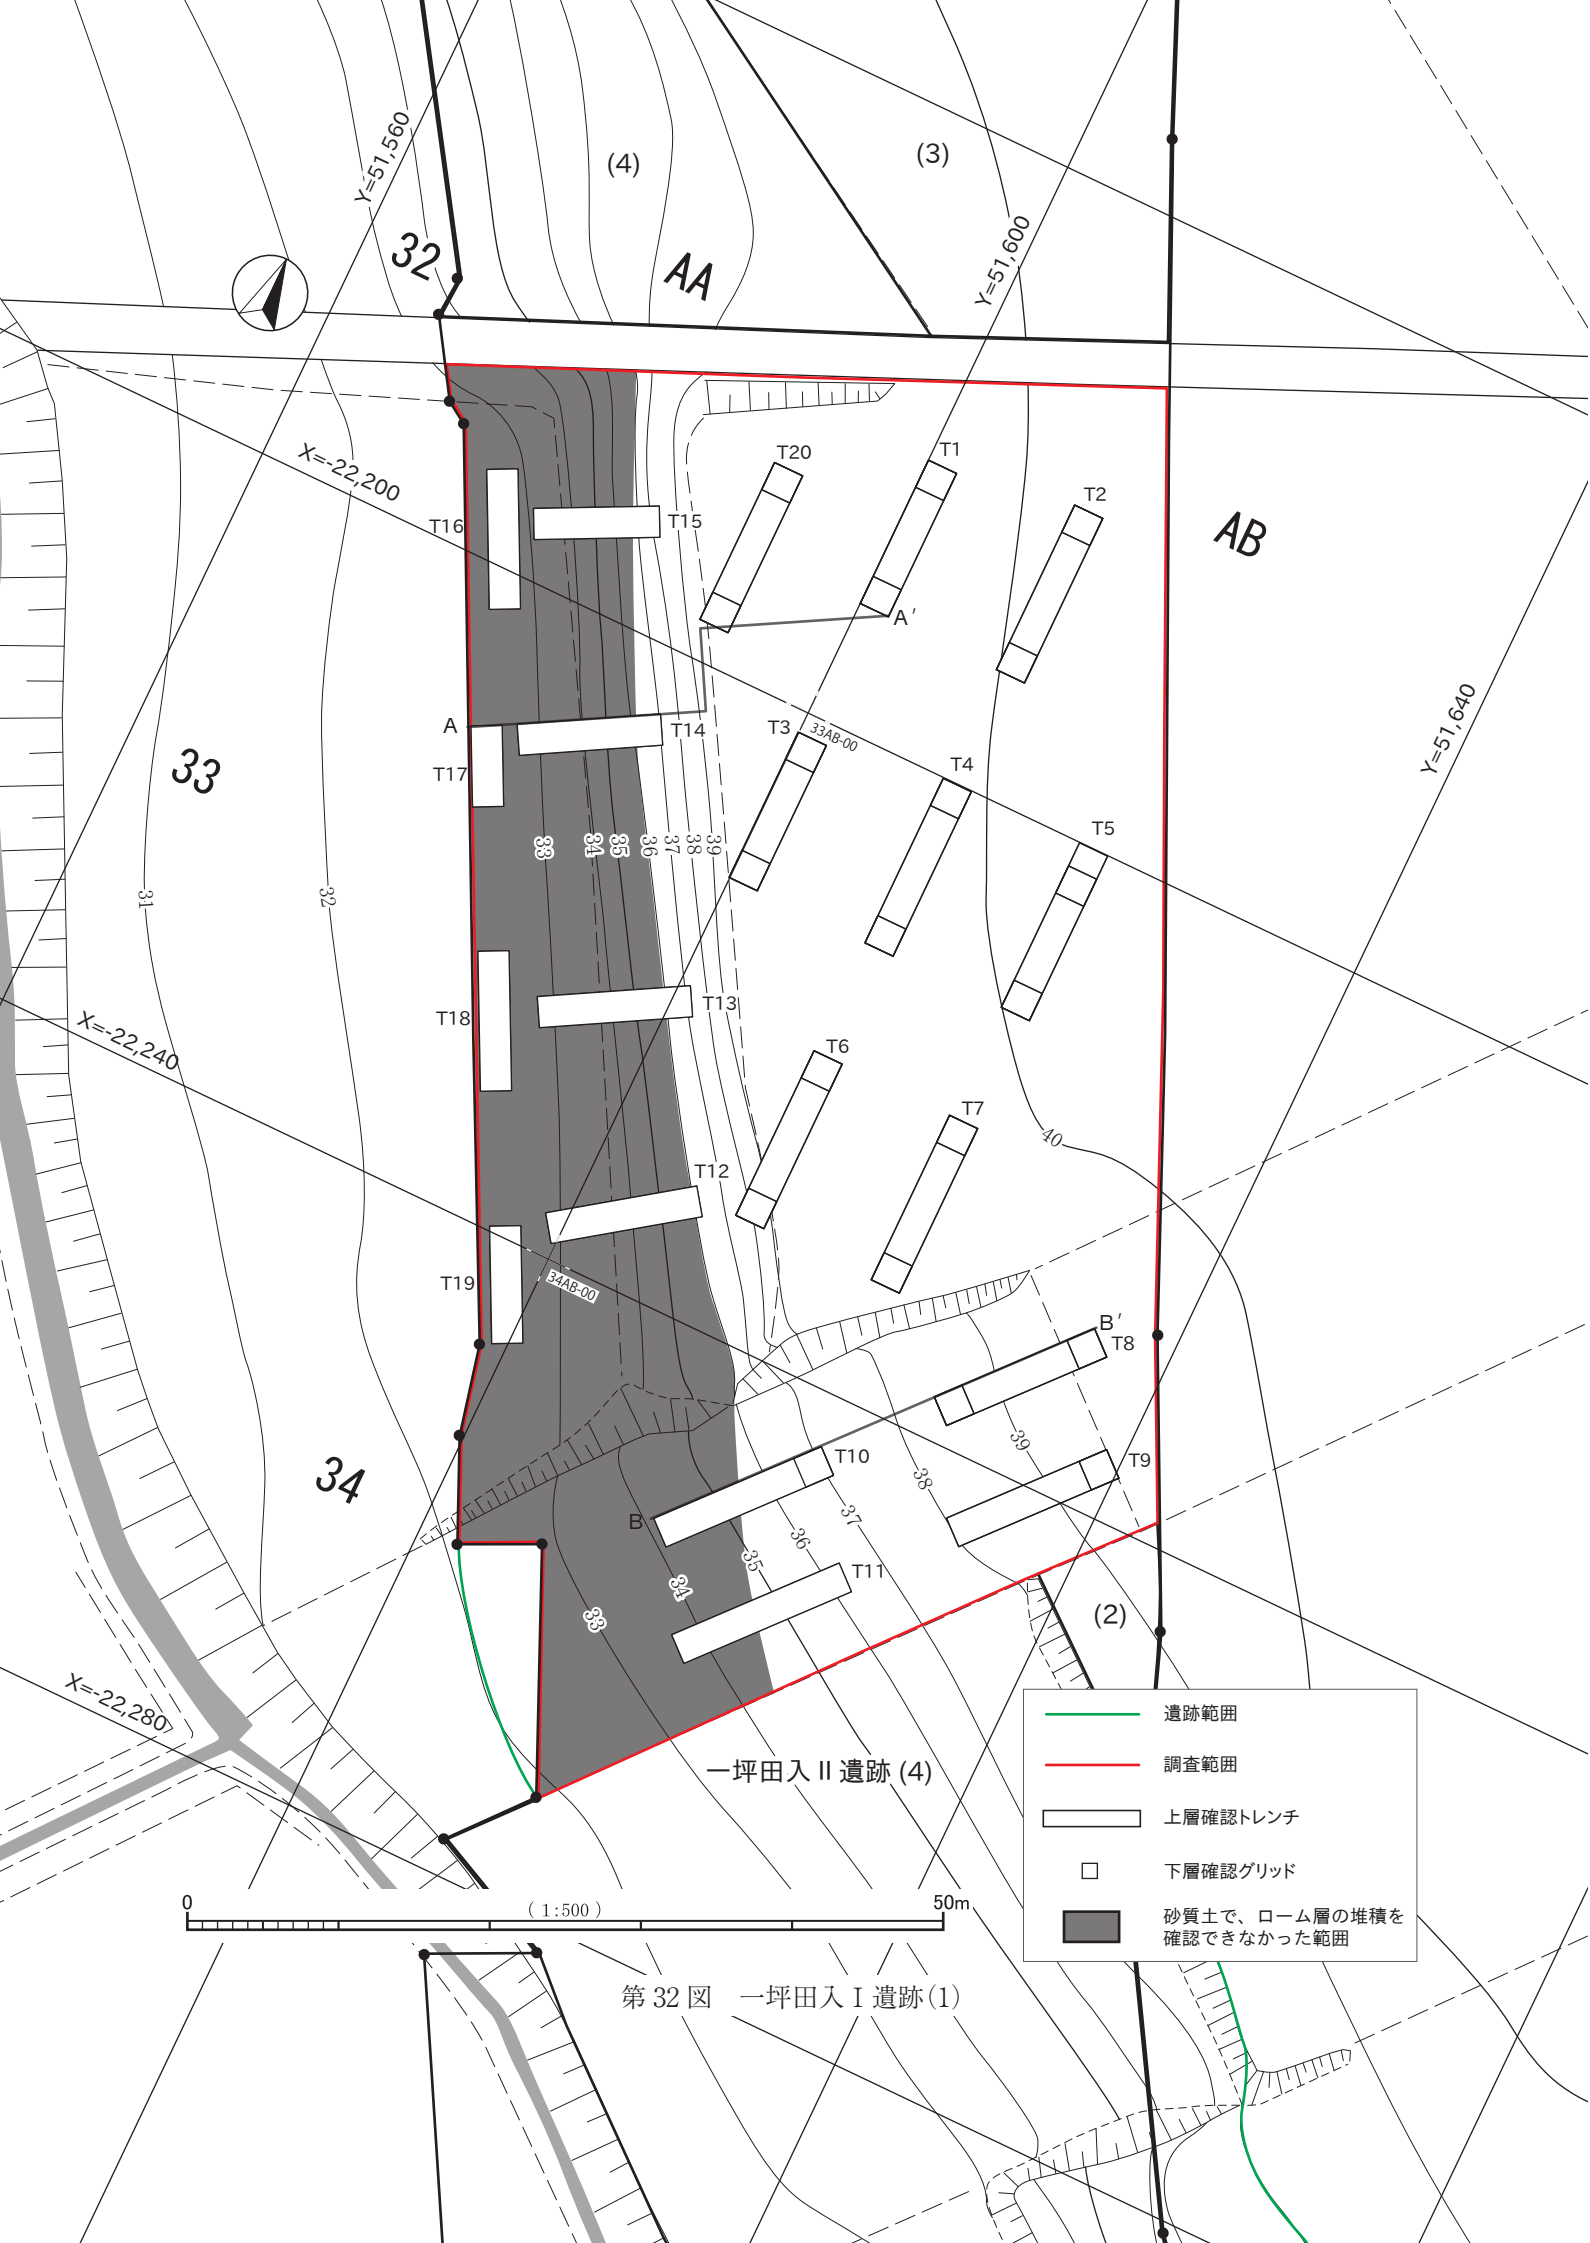 Y=51,560
(4)
(3)
32
AA
Y=51,600
X=-22,200
T20
T1
T2
T16
T15
AB
A′
A
T14
T3
33AB-00
Y=51,640
33
T17
T4
T5
33
34
35
36
37
38
39
31
32
T18
T13
X=-22,240
T6
T7
40
T12
T19
34AB-00
B′
T8
39
T10
T9
38
34
B
37
36
35
T11
34
33
(2)
X=-22,280
一坪田入Ⅱ遺跡 (4)
遺跡範囲
調査範囲
上層確認トレンチ
下層確認グリッド
砂質土で、ローム層の堆積を
確認できなかった範囲
0
(1:500)
50m
第 32 図　一坪田入Ⅰ遺跡(1)